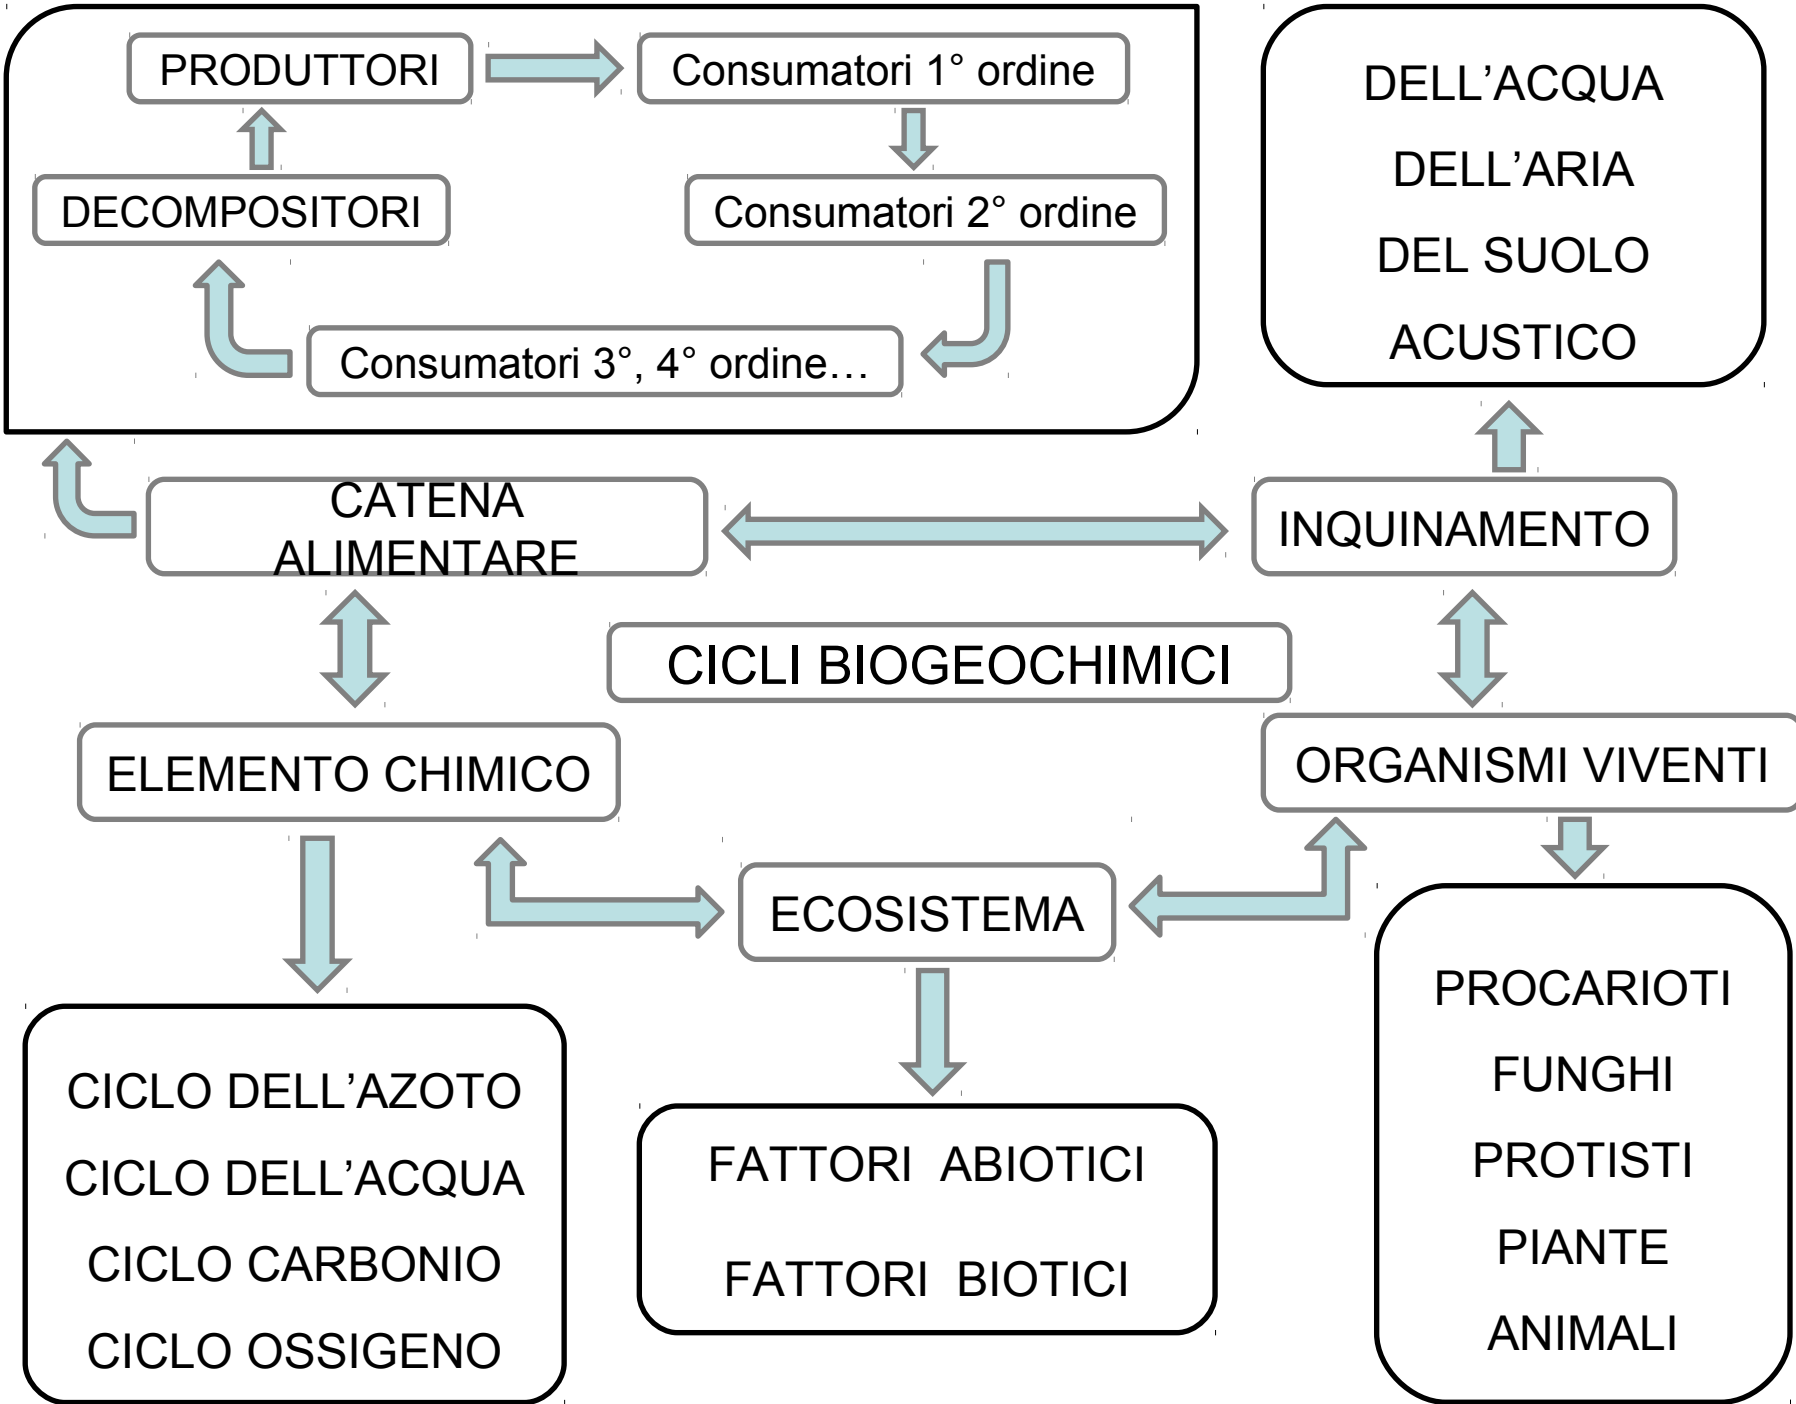 PRODUTTORI
Consumatori 1° ordine
DECOMPOSITORI
Consumatori 2° ordine
Consumatori 3°, 4° ordine…
DELL’ACQUA
DELL’ARIA
DEL SUOLO
ACUSTICO
CATENA
ALIMENTARE
INQUINAMENTO
CICLI BIOGEOCHIMICI
ELEMENTO CHIMICO
ORGANISMI VIVENTI
ECOSISTEMA
CICLO DELL’AZOTO
CICLO DELL’ACQUA
CICLO CARBONIO
CICLO OSSIGENO
FATTORI ABIOTICI
FATTORI BIOTICI
PROCARIOTI
FUNGHI
PROTISTI
PIANTE
ANIMALI